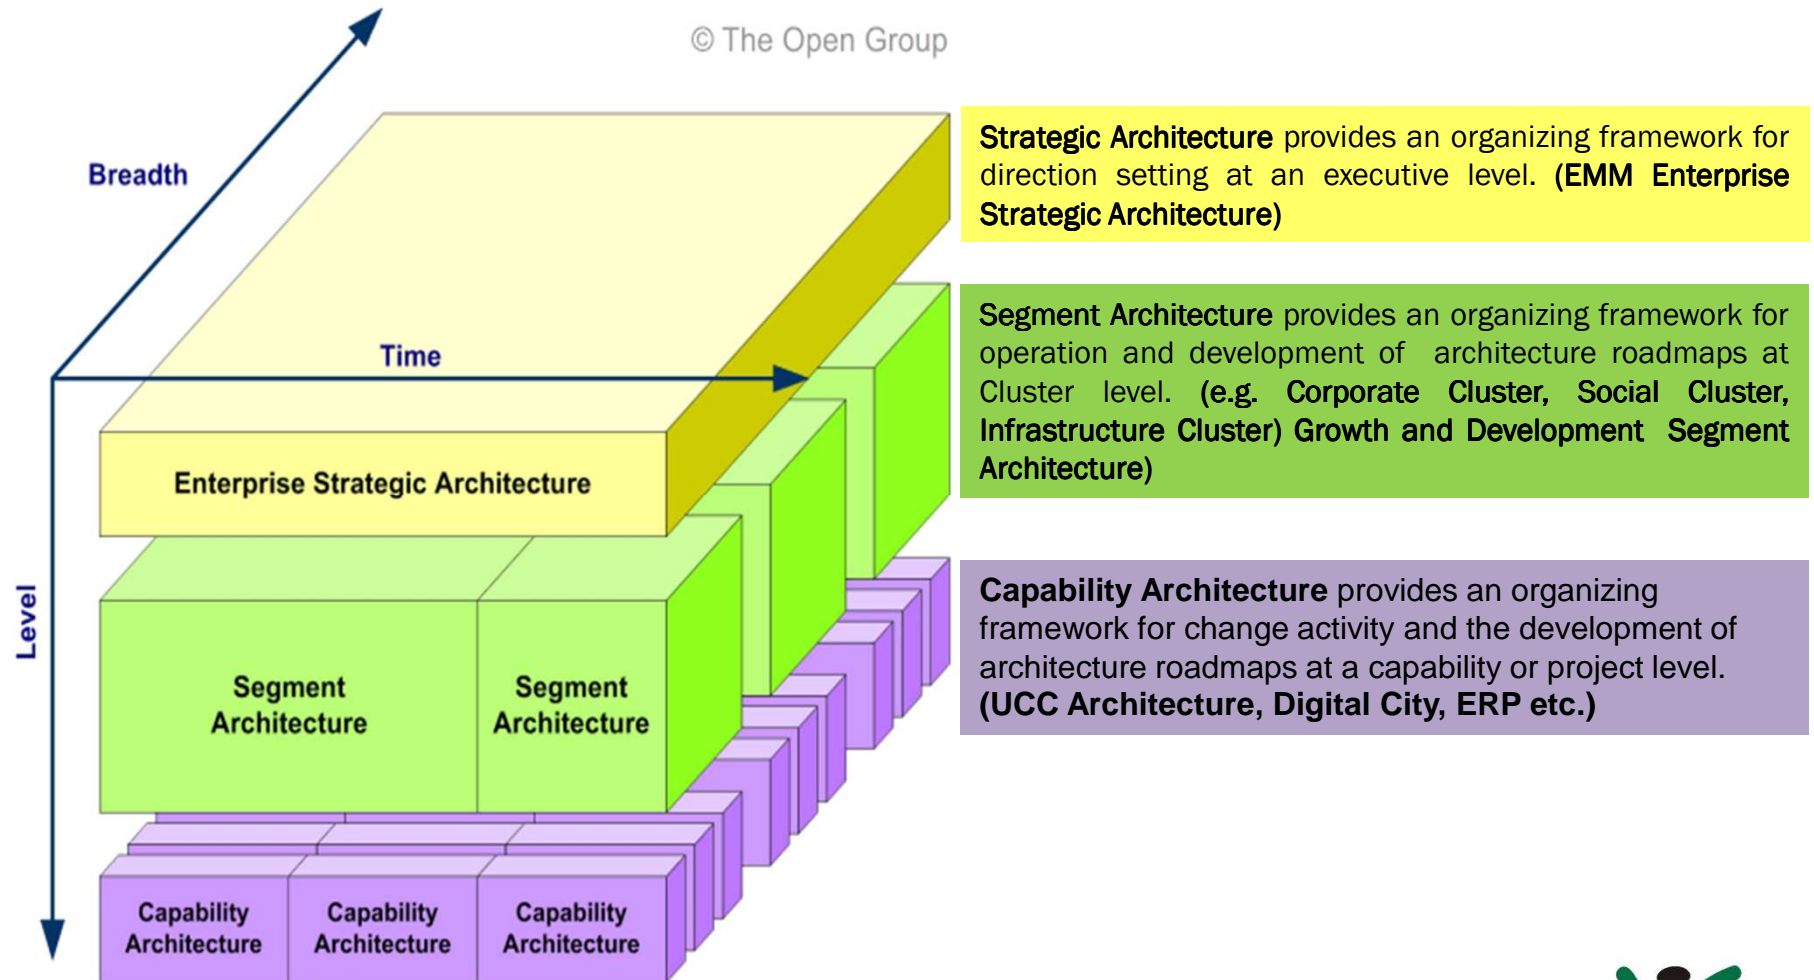 © The Open Group
Breadth
Time
Level
Enterprise Strategic Architecture
Segment
Architecture
Segment
Architecture
Capability
Architecture
Capability
Architecture
Capability
Architecture
Strategic Architecture provides an organizing framework for
direction setting at an executive level. (EMM Enterprise
Strategic Architecture)
Segment Architecture provides an organizing framework for
operation and development of architecture roadmaps at
Cluster level. (e.g. Corporate Cluster, Social Cluster,
Infrastructure Cluster) Growth and Development Segment
Architecture)
Capability Architecture provides an organizing
framework for change activity and the development of
architecture roadmaps at a capability or project level.
(UCC Architecture, Digital City, ERP etc.)